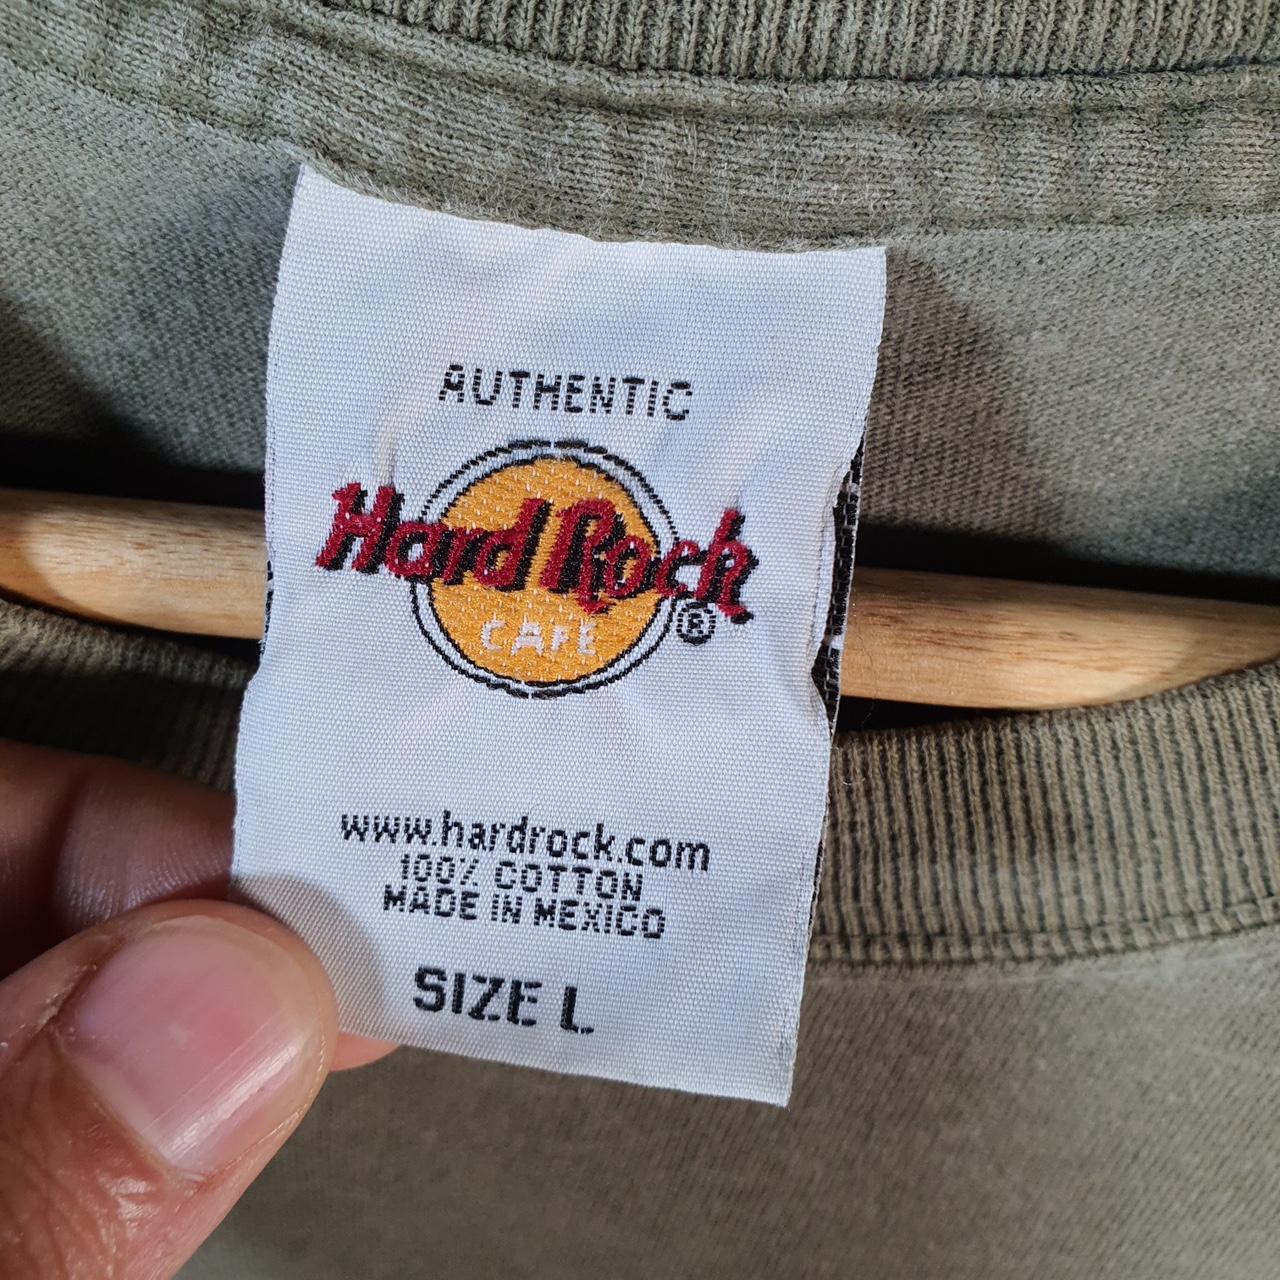 AUTHENTIC
Hard Rock
CAFE ®
www.hardrock.com
100% COTTON
MADE IN MEXICO
SIZE L